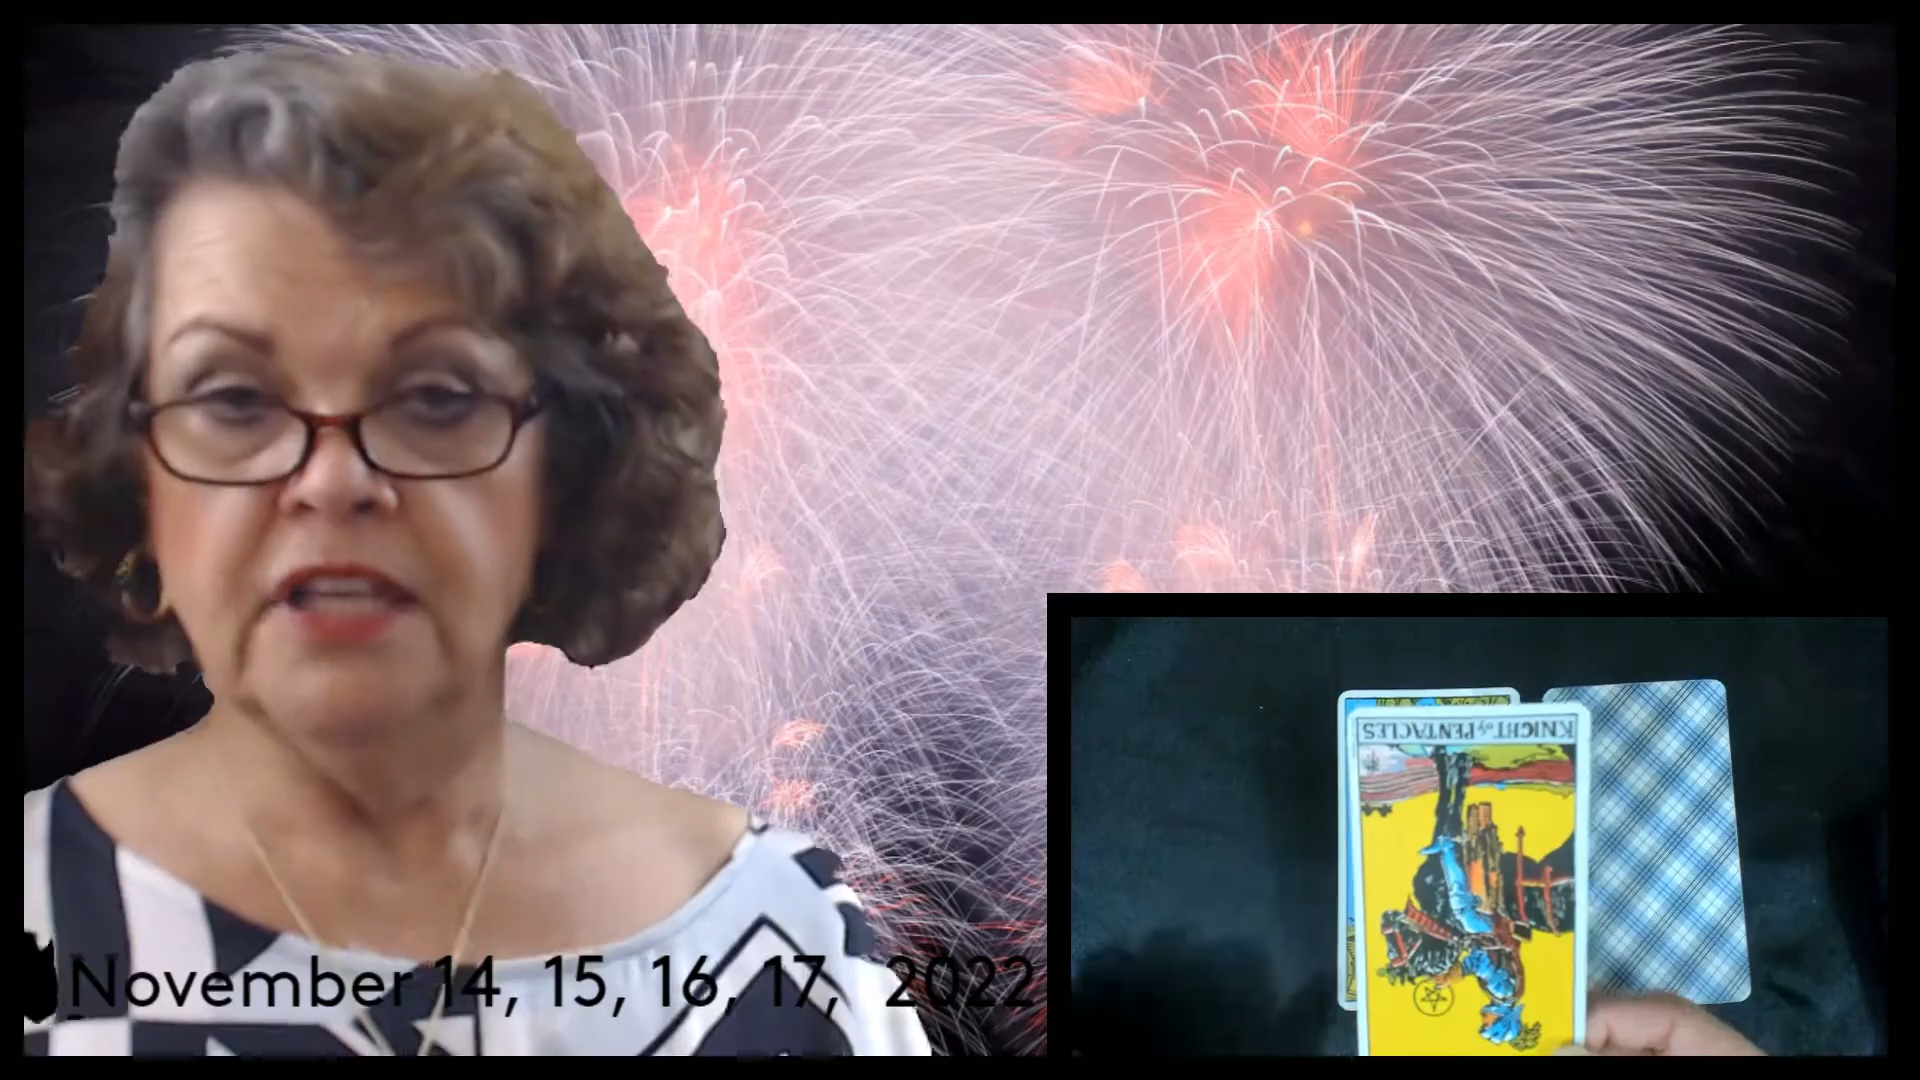 November 14, 15, 16, 17, 2022
KNIGHT of PENTACLES